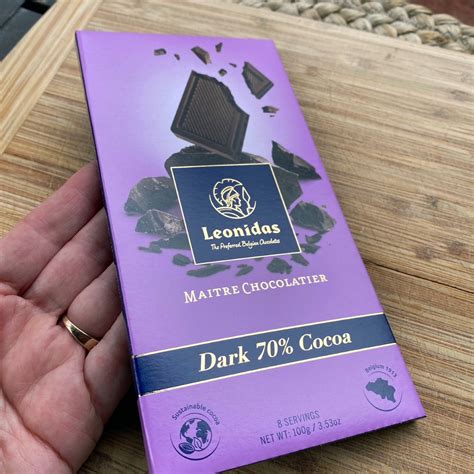 Leonidas
The Preferred Belgian Chocolates
MAITRE CHOCOLATIER
Dark 70% Cocoa
Sustainable cocoa
8 SERVINGS
NET WT: 100g / 3.53oz
Belgium 1913